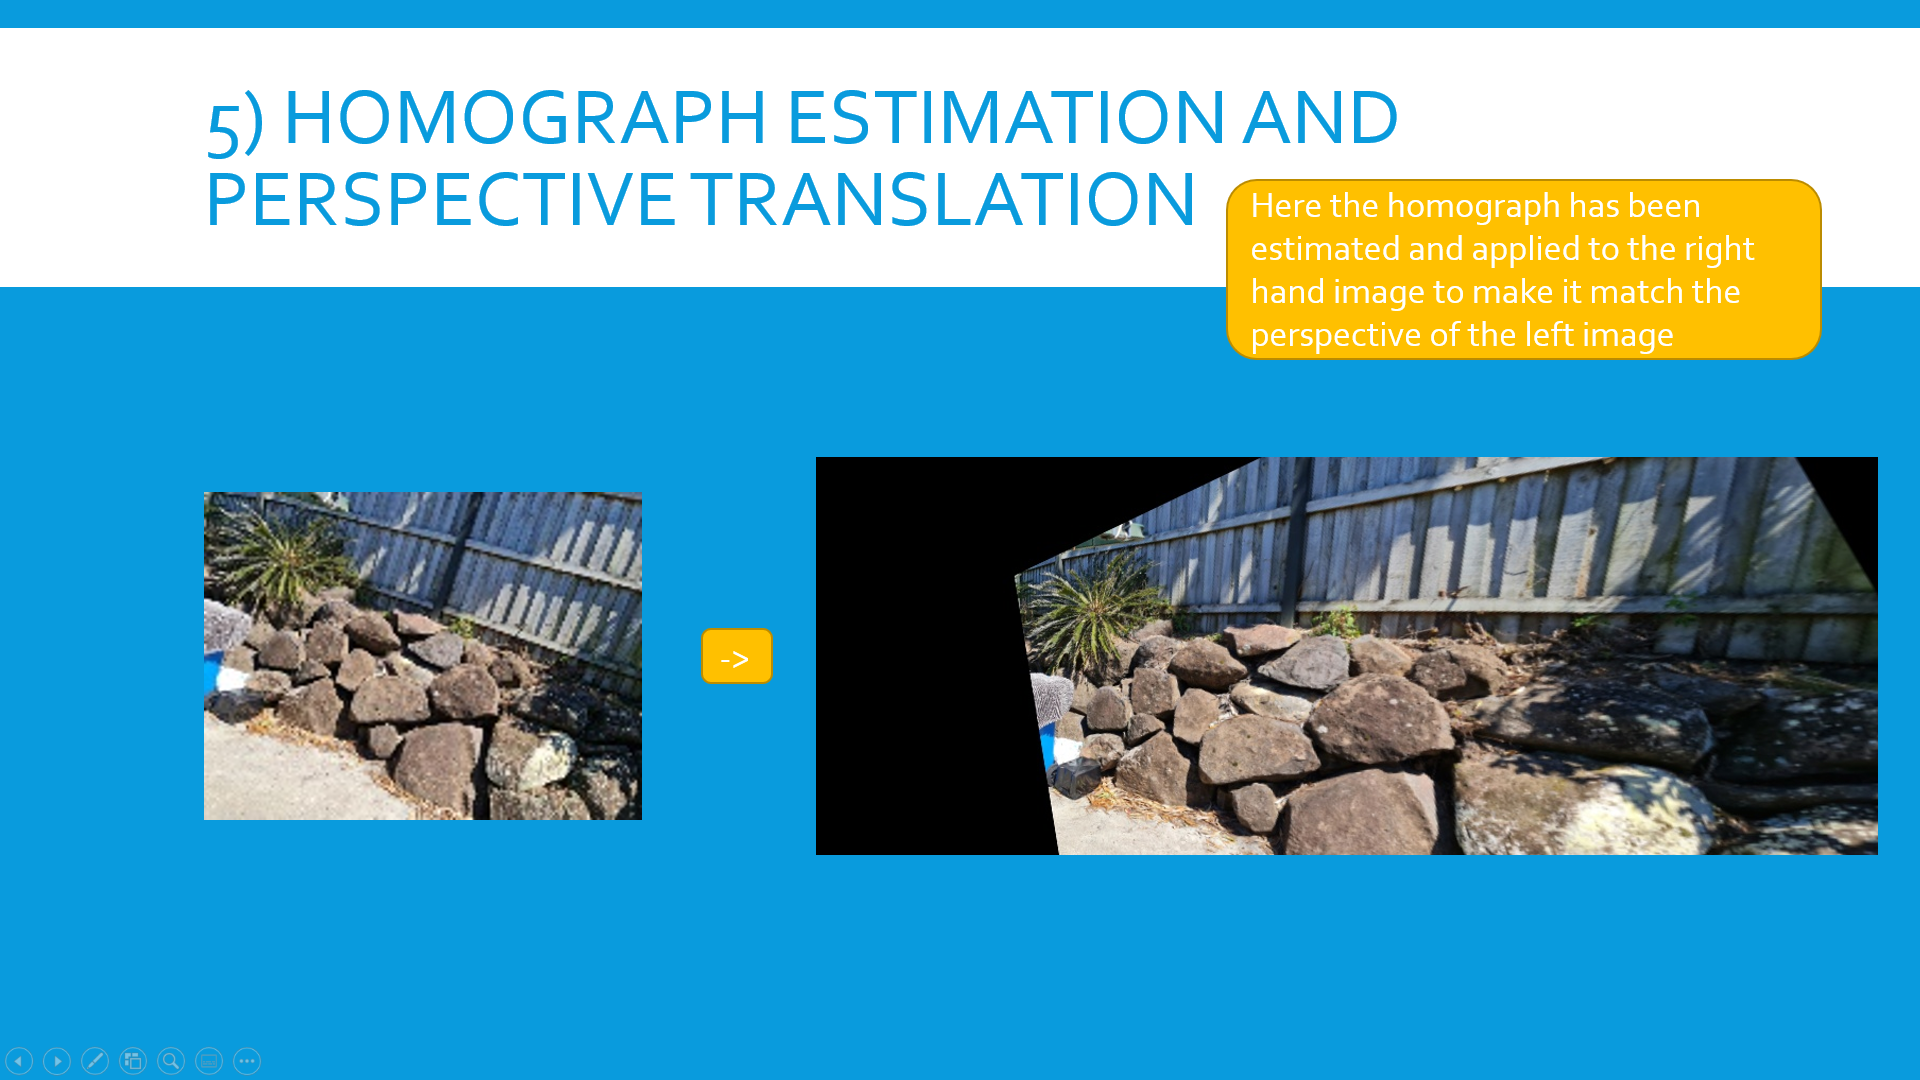 5) HOMOGRAPH ESTIMATION AND
PERSPECTIVE TRANSLATION
Here the homograph has been
estimated and applied to the right
hand image to make it match the
perspective of the left image
->